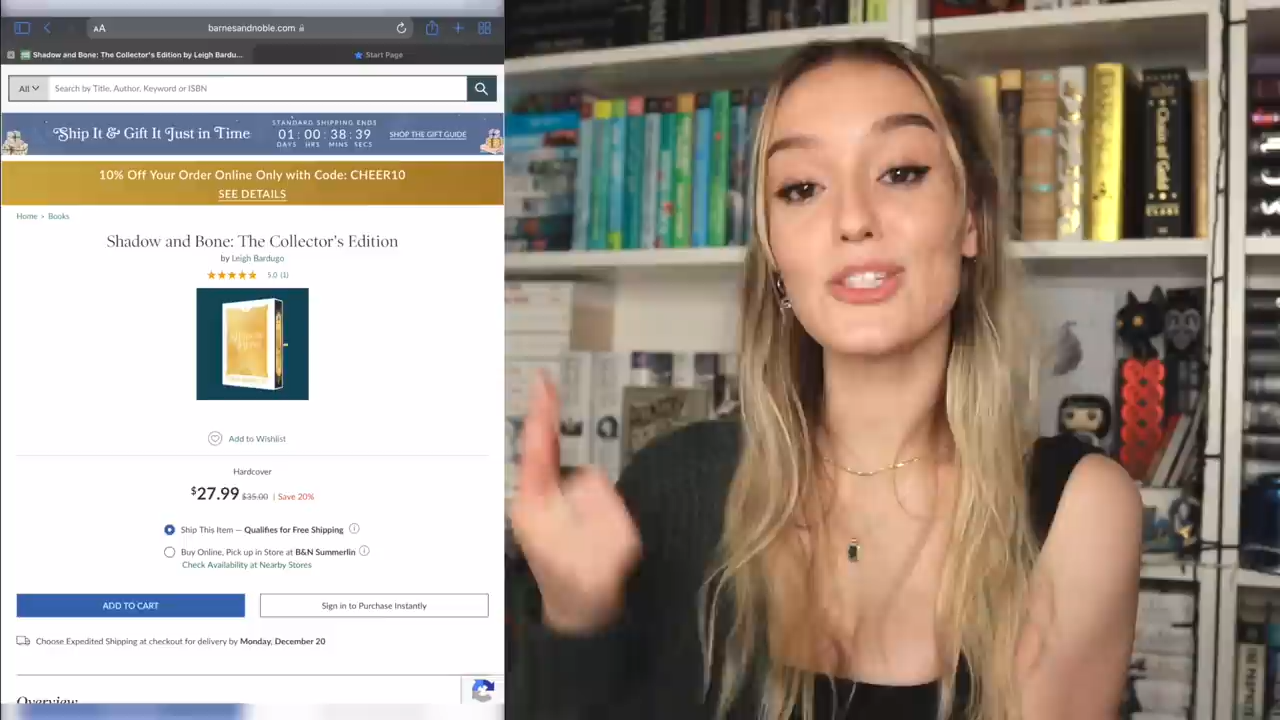 AA
barnesandnoble.com
Shadow and Bone: The Collector's Edition by Leigh Bardu...
Start Page
All
Search by Title, Author, Keyword or ISBN
Ship It & Gift It Just in Time
STANDARD SHIPPING ENDS
01 : 00 : 38 : 39
DAYS HRS MINS SECS
SHOP THE GIFT GUIDE
10% Off Your Order Online Only with Code: CHEER10
SEE DETAILS
Home > Books
Shadow and Bone: The Collector's Edition
by Leigh Bardugo
5.0 (1)
Add to Wishlist
Hardcover
$27.99 $35.00 | Save 20%
Ship This Item — Qualifies for Free Shipping
Buy Online, Pick up in Store at B&N Summerlin
Check Availability at Nearby Stores
ADD TO CART
Sign in to Purchase Instantly
Choose Expedited Shipping at checkout for delivery by Monday, December 20
Overview
Chain of Gold
CLARE